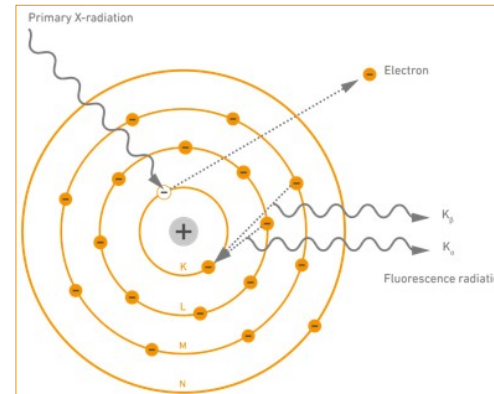 Primary X-radiation
Electron
K
L
M
N
Kβ
Kα
Fluorescence radiatio